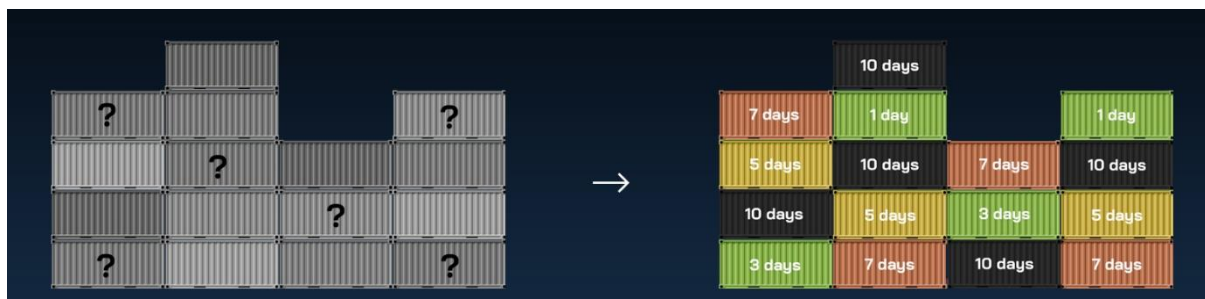 10 days
? ? 7 days 1 day 1 day
? 5 days 10 days 7 days 10 days
? 10 days 5 days 3 days 5 days
? ? 3 days 7 days 10 days 7 days